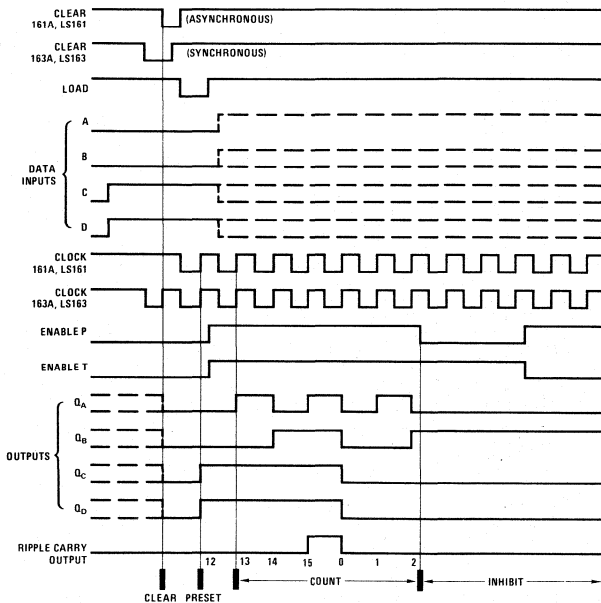 CLEAR
161A, LS161
(ASYNCHRONOUS)
CLEAR
163A, LS163
(SYNCHRONOUS)
LOAD
A
B
DATA
INPUTS
C
D
CLOCK
161A, LS161
CLOCK
163A, LS163
ENABLE P
ENABLE T
QA
QB
OUTPUTS
QC
QD
RIPPLE CARRY
OUTPUT
12 13 14 15 0 1 2
COUNT
INHIBIT
CLEAR PRESET